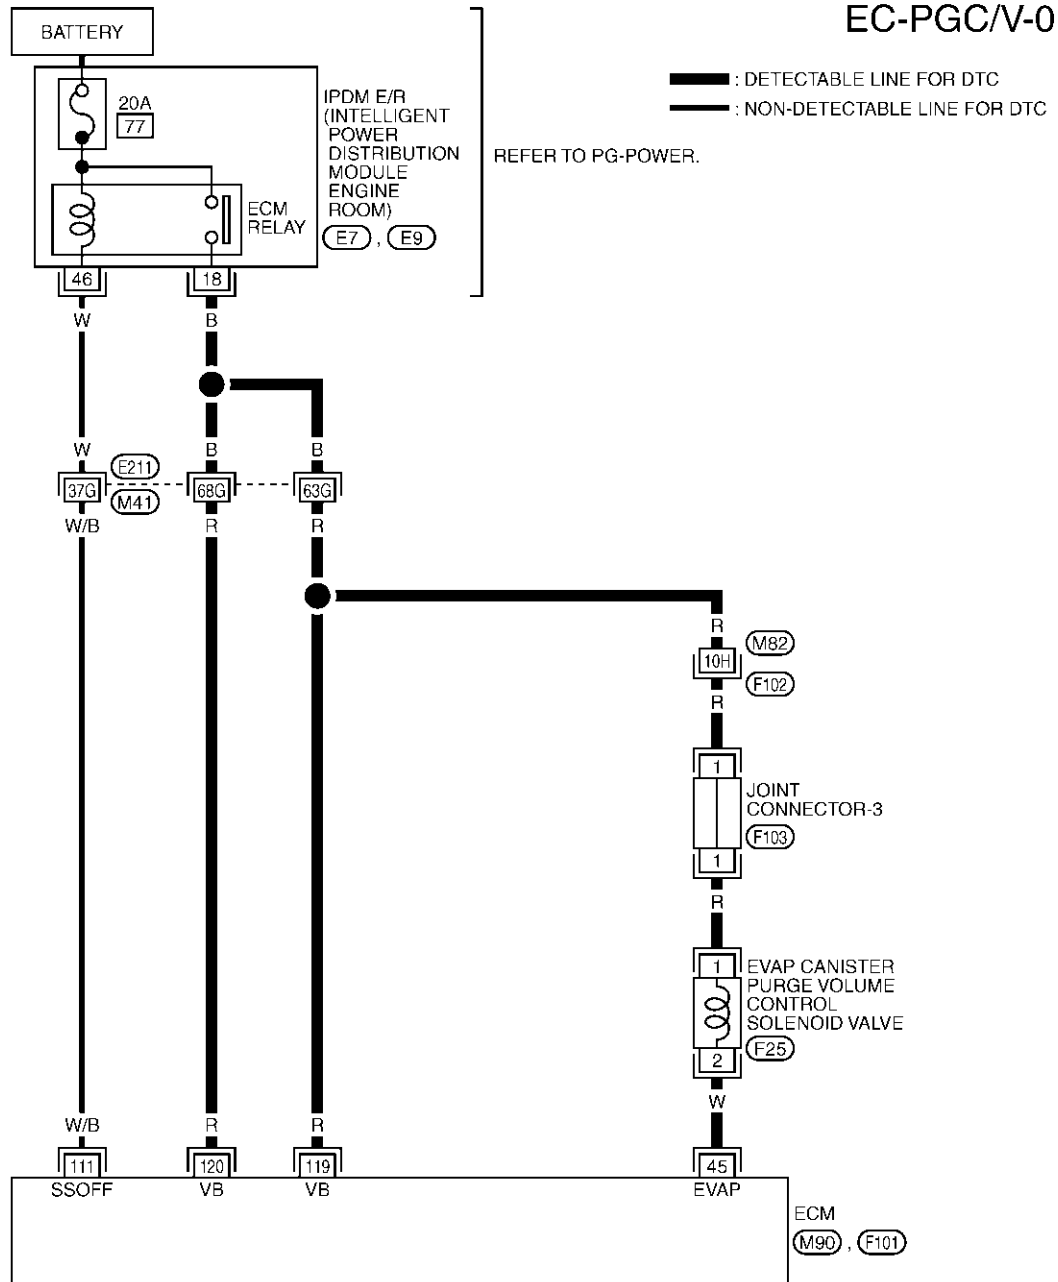 EC-PGC/V-0
BATTERY
: DETECTABLE LINE FOR DTC
: NON-DETECTABLE LINE FOR DTC
20A
77
IPDM E/R
(INTELLIGENT
POWER
DISTRIBUTION
MODULE
ENGINE
ROOM)
E7 , E9
REFER TO PG-POWER.
ECM
RELAY
46 18
W B
W B B
E211
37G 68G 63G
M41
W/B R R
R
M82
10H
F102
R
1
JOINT
CONNECTOR-3
F103
1
R
1
EVAP CANISTER
PURGE VOLUME
CONTROL
SOLENOID VALVE
F25
2
W
W/B R R
111 120 119 45
SSOFF VB VB EVAP
ECM
M90 , F101